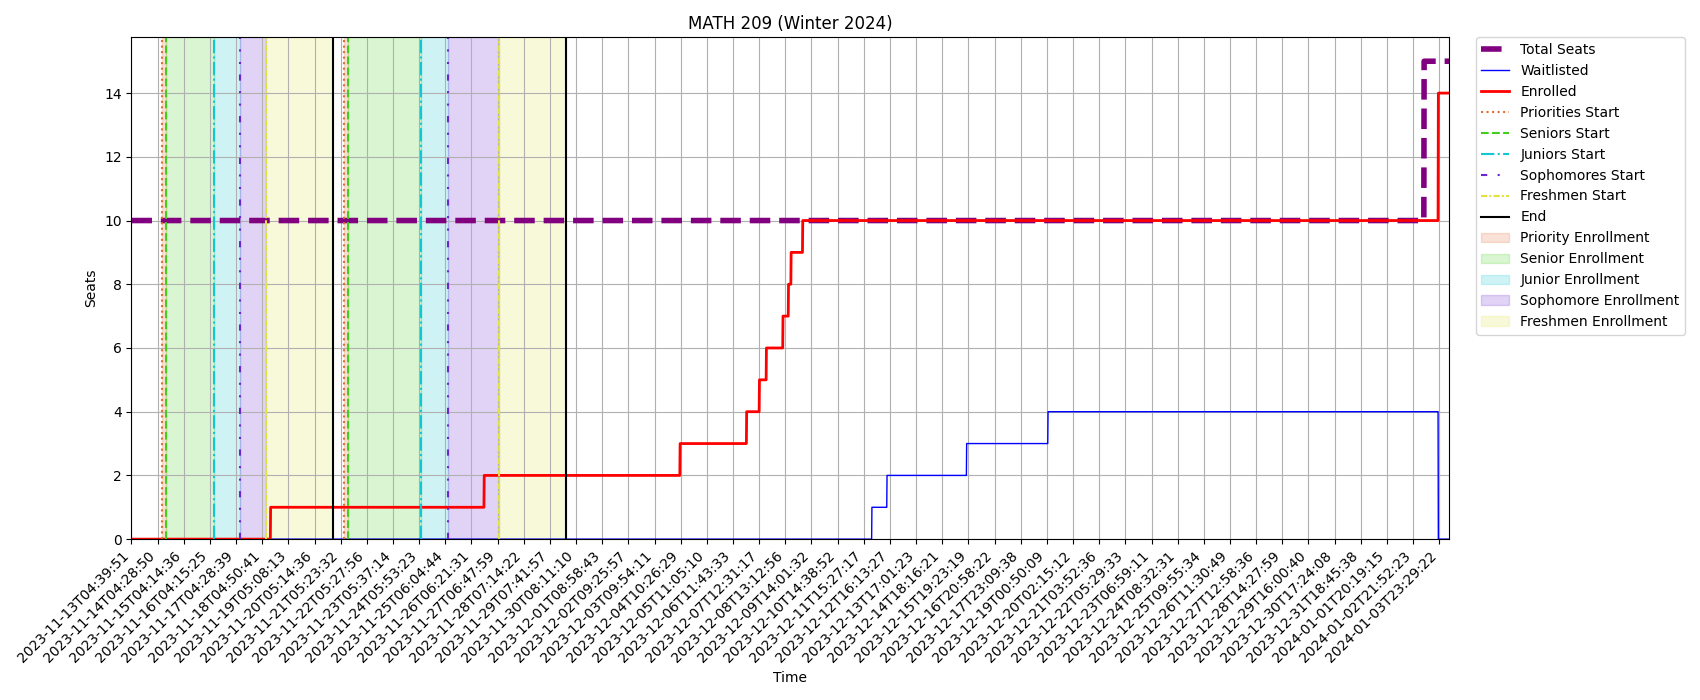 MATH 209 (Winter 2024)
Seats
14
12
10
8
6
4
2
0
2023-11-13T04:39:51
2023-11-14T04:28:50
2023-11-15T04:14:36
2023-11-16T04:15:25
2023-11-17T04:28:39
2023-11-18T04:50:41
2023-11-19T05:08:13
2023-11-20T05:14:36
2023-11-21T05:23:32
2023-11-22T05:27:56
2023-11-23T05:37:14
2023-11-24T05:53:23
2023-11-25T06:04:44
2023-11-26T06:21:31
2023-11-27T06:47:59
2023-11-28T07:14:22
2023-11-29T07:41:57
2023-11-30T08:11:10
2023-12-01T08:58:43
2023-12-02T09:25:57
2023-12-03T09:54:11
2023-12-04T10:26:29
2023-12-05T11:05:10
2023-12-06T11:43:33
2023-12-07T12:31:17
2023-12-08T13:12:56
2023-12-09T14:01:32
2023-12-10T14:38:52
2023-12-11T15:27:17
2023-12-12T16:13:27
2023-12-13T17:01:23
2023-12-14T18:16:21
2023-12-15T19:23:19
2023-12-16T20:58:22
2023-12-17T23:09:38
2023-12-19T00:50:09
2023-12-20T02:15:12
2023-12-21T03:52:36
2023-12-22T05:29:33
2023-12-23T06:59:11
2023-12-24T08:32:31
2023-12-25T09:55:34
2023-12-26T11:30:49
2023-12-27T12:58:36
2023-12-28T14:27:59
2023-12-29T16:00:40
2023-12-30T17:24:08
2023-12-31T18:45:38
2024-01-01T20:19:15
2024-01-02T21:52:23
2024-01-03T23:29:22
Time
Total Seats
Waitlisted
Enrolled
Priorities Start
Seniors Start
Juniors Start
Sophomores Start
Freshmen Start
End
Priority Enrollment
Senior Enrollment
Junior Enrollment
Sophomore Enrollment
Freshmen Enrollment